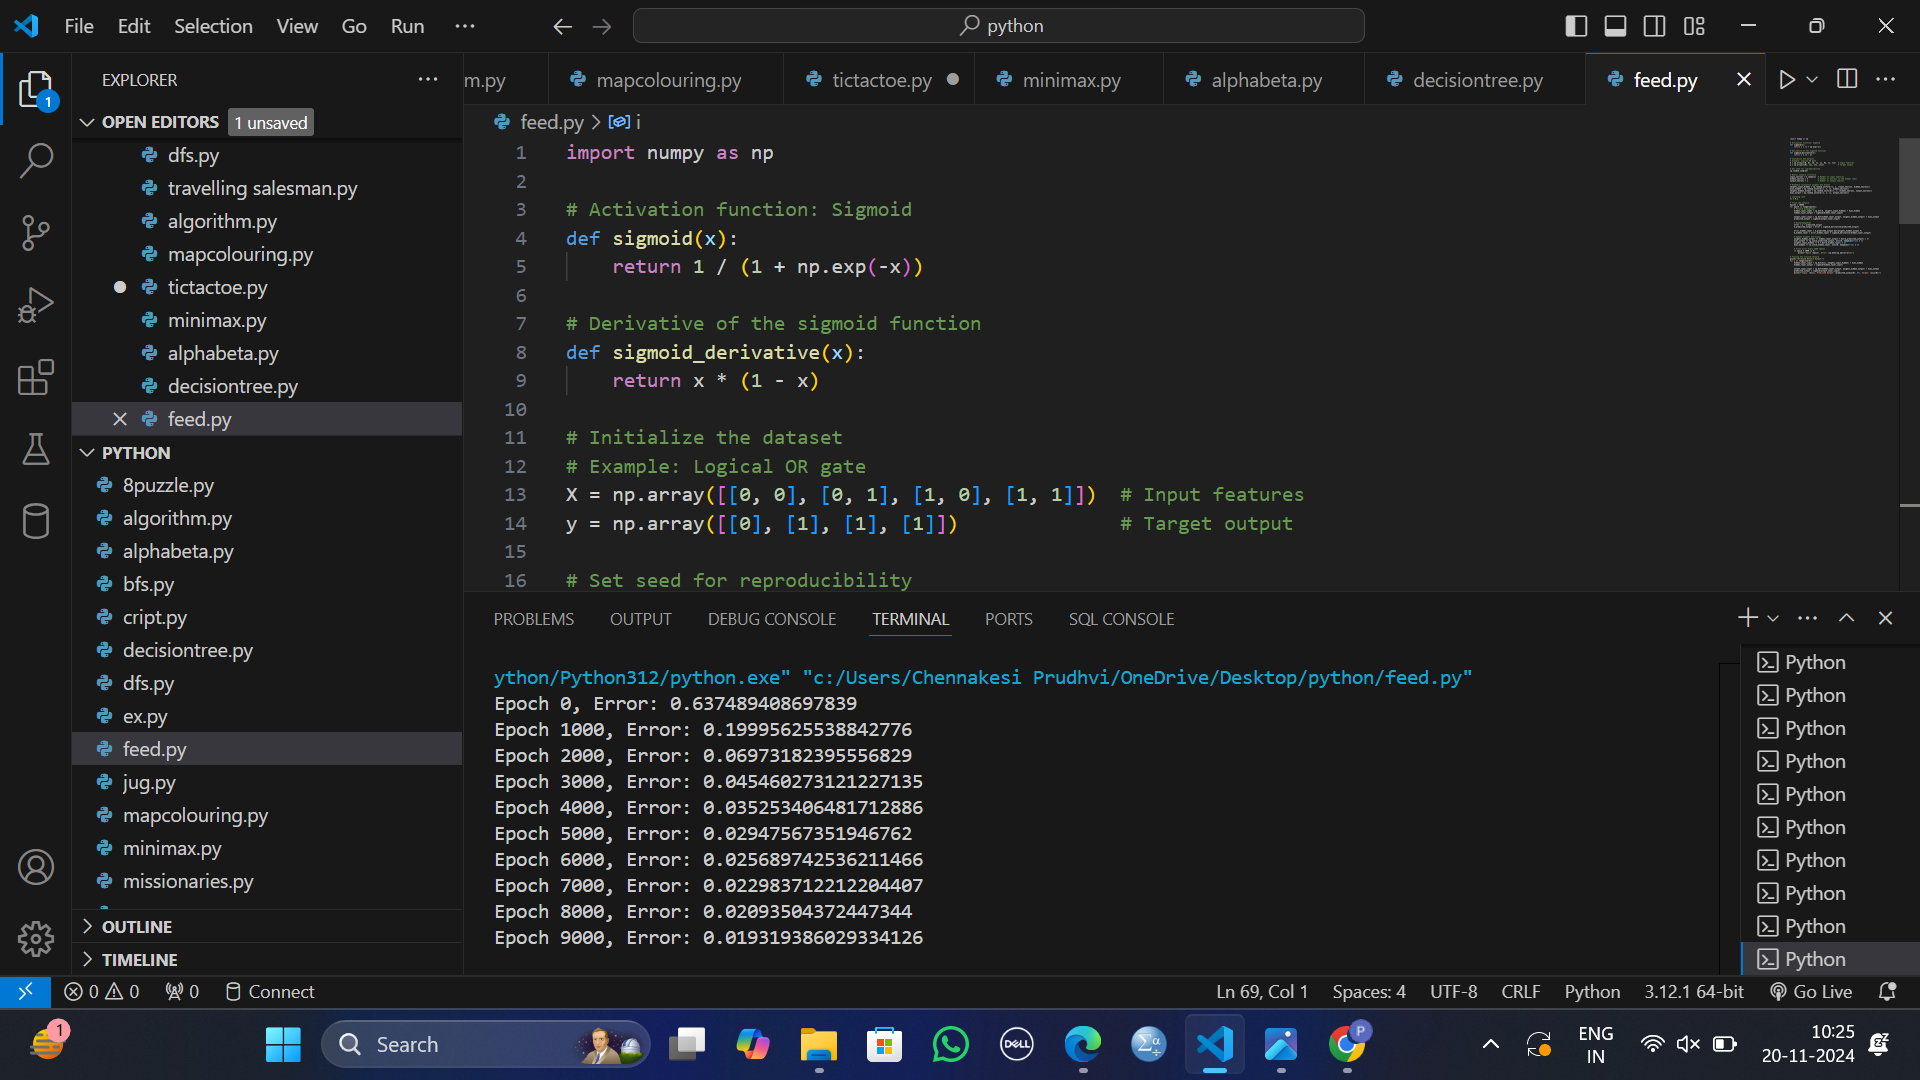 File Edit Selection View Go Run ···
python
EXPLORER
OPEN EDITORS 1 unsaved
dfs.py
travelling salesman.py
algorithm.py
mapcolouring.py
tictactoe.py
minimax.py
alphabeta.py
decisiontree.py
feed.py
PYTHON
8puzzle.py
algorithm.py
alphabeta.py
bfs.py
cript.py
decisiontree.py
dfs.py
ex.py
feed.py
jug.py
mapcolouring.py
minimax.py
missionaries.py
OUTLINE
TIMELINE
m.py mapcolouring.py tictactoe.py minimax.py alphabeta.py decisiontree.py feed.py
feed.py > i
1 import numpy as np
2
3 # Activation function: Sigmoid
4 def sigmoid(x):
5 return 1 / (1 + np.exp(-x))
6
7 # Derivative of the sigmoid function
8 def sigmoid_derivative(x):
9 return x * (1 - x)
10
11 # Initialize the dataset
12 # Example: Logical OR gate
13 X = np.array([[0, 0], [0, 1], [1, 0], [1, 1]]) # Input features
14 y = np.array([[0], [1], [1], [1]]) # Target output
15
16 # Set seed for reproducibility
PROBLEMS OUTPUT DEBUG CONSOLE TERMINAL PORTS SQL CONSOLE
ython/Python312/python.exe" "c:/Users/Chennakesi Prudhvi/OneDrive/Desktop/python/feed.py"
Epoch 0, Error: 0.637489408697839
Epoch 1000, Error: 0.19995625538842776
Epoch 2000, Error: 0.06973182395556829
Epoch 3000, Error: 0.045460273121227135
Epoch 4000, Error: 0.035253406481712886
Epoch 5000, Error: 0.02947567351946762
Epoch 6000, Error: 0.025689742536211466
Epoch 7000, Error: 0.022983712212204407
Epoch 8000, Error: 0.02093504372447344
Epoch 9000, Error: 0.019319386029334126
Python
Python
Python
Python
Python
Python
Python
Python
Python
Python
0 0 0 Connect Ln 69, Col 1 Spaces: 4 UTF-8 CRLF Python 3.12.1 64-bit Go Live
1
Search
DELL
P
ENG
IN
10:25
20-11-2024